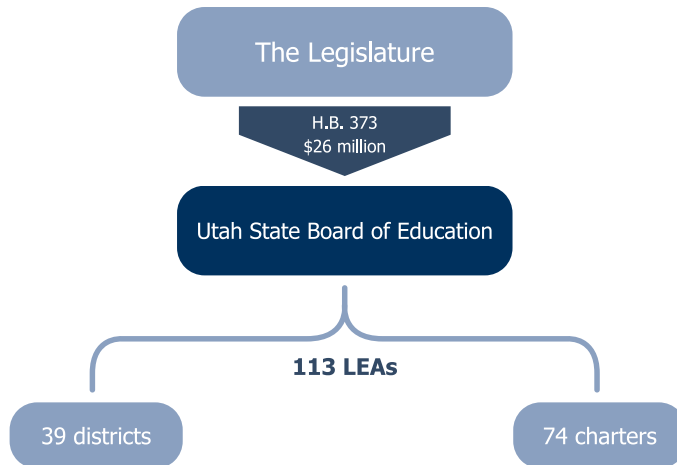 The Legislature
H.B. 373
$26 million
Utah State Board of Education
113 LEAs
39 districts
74 charters